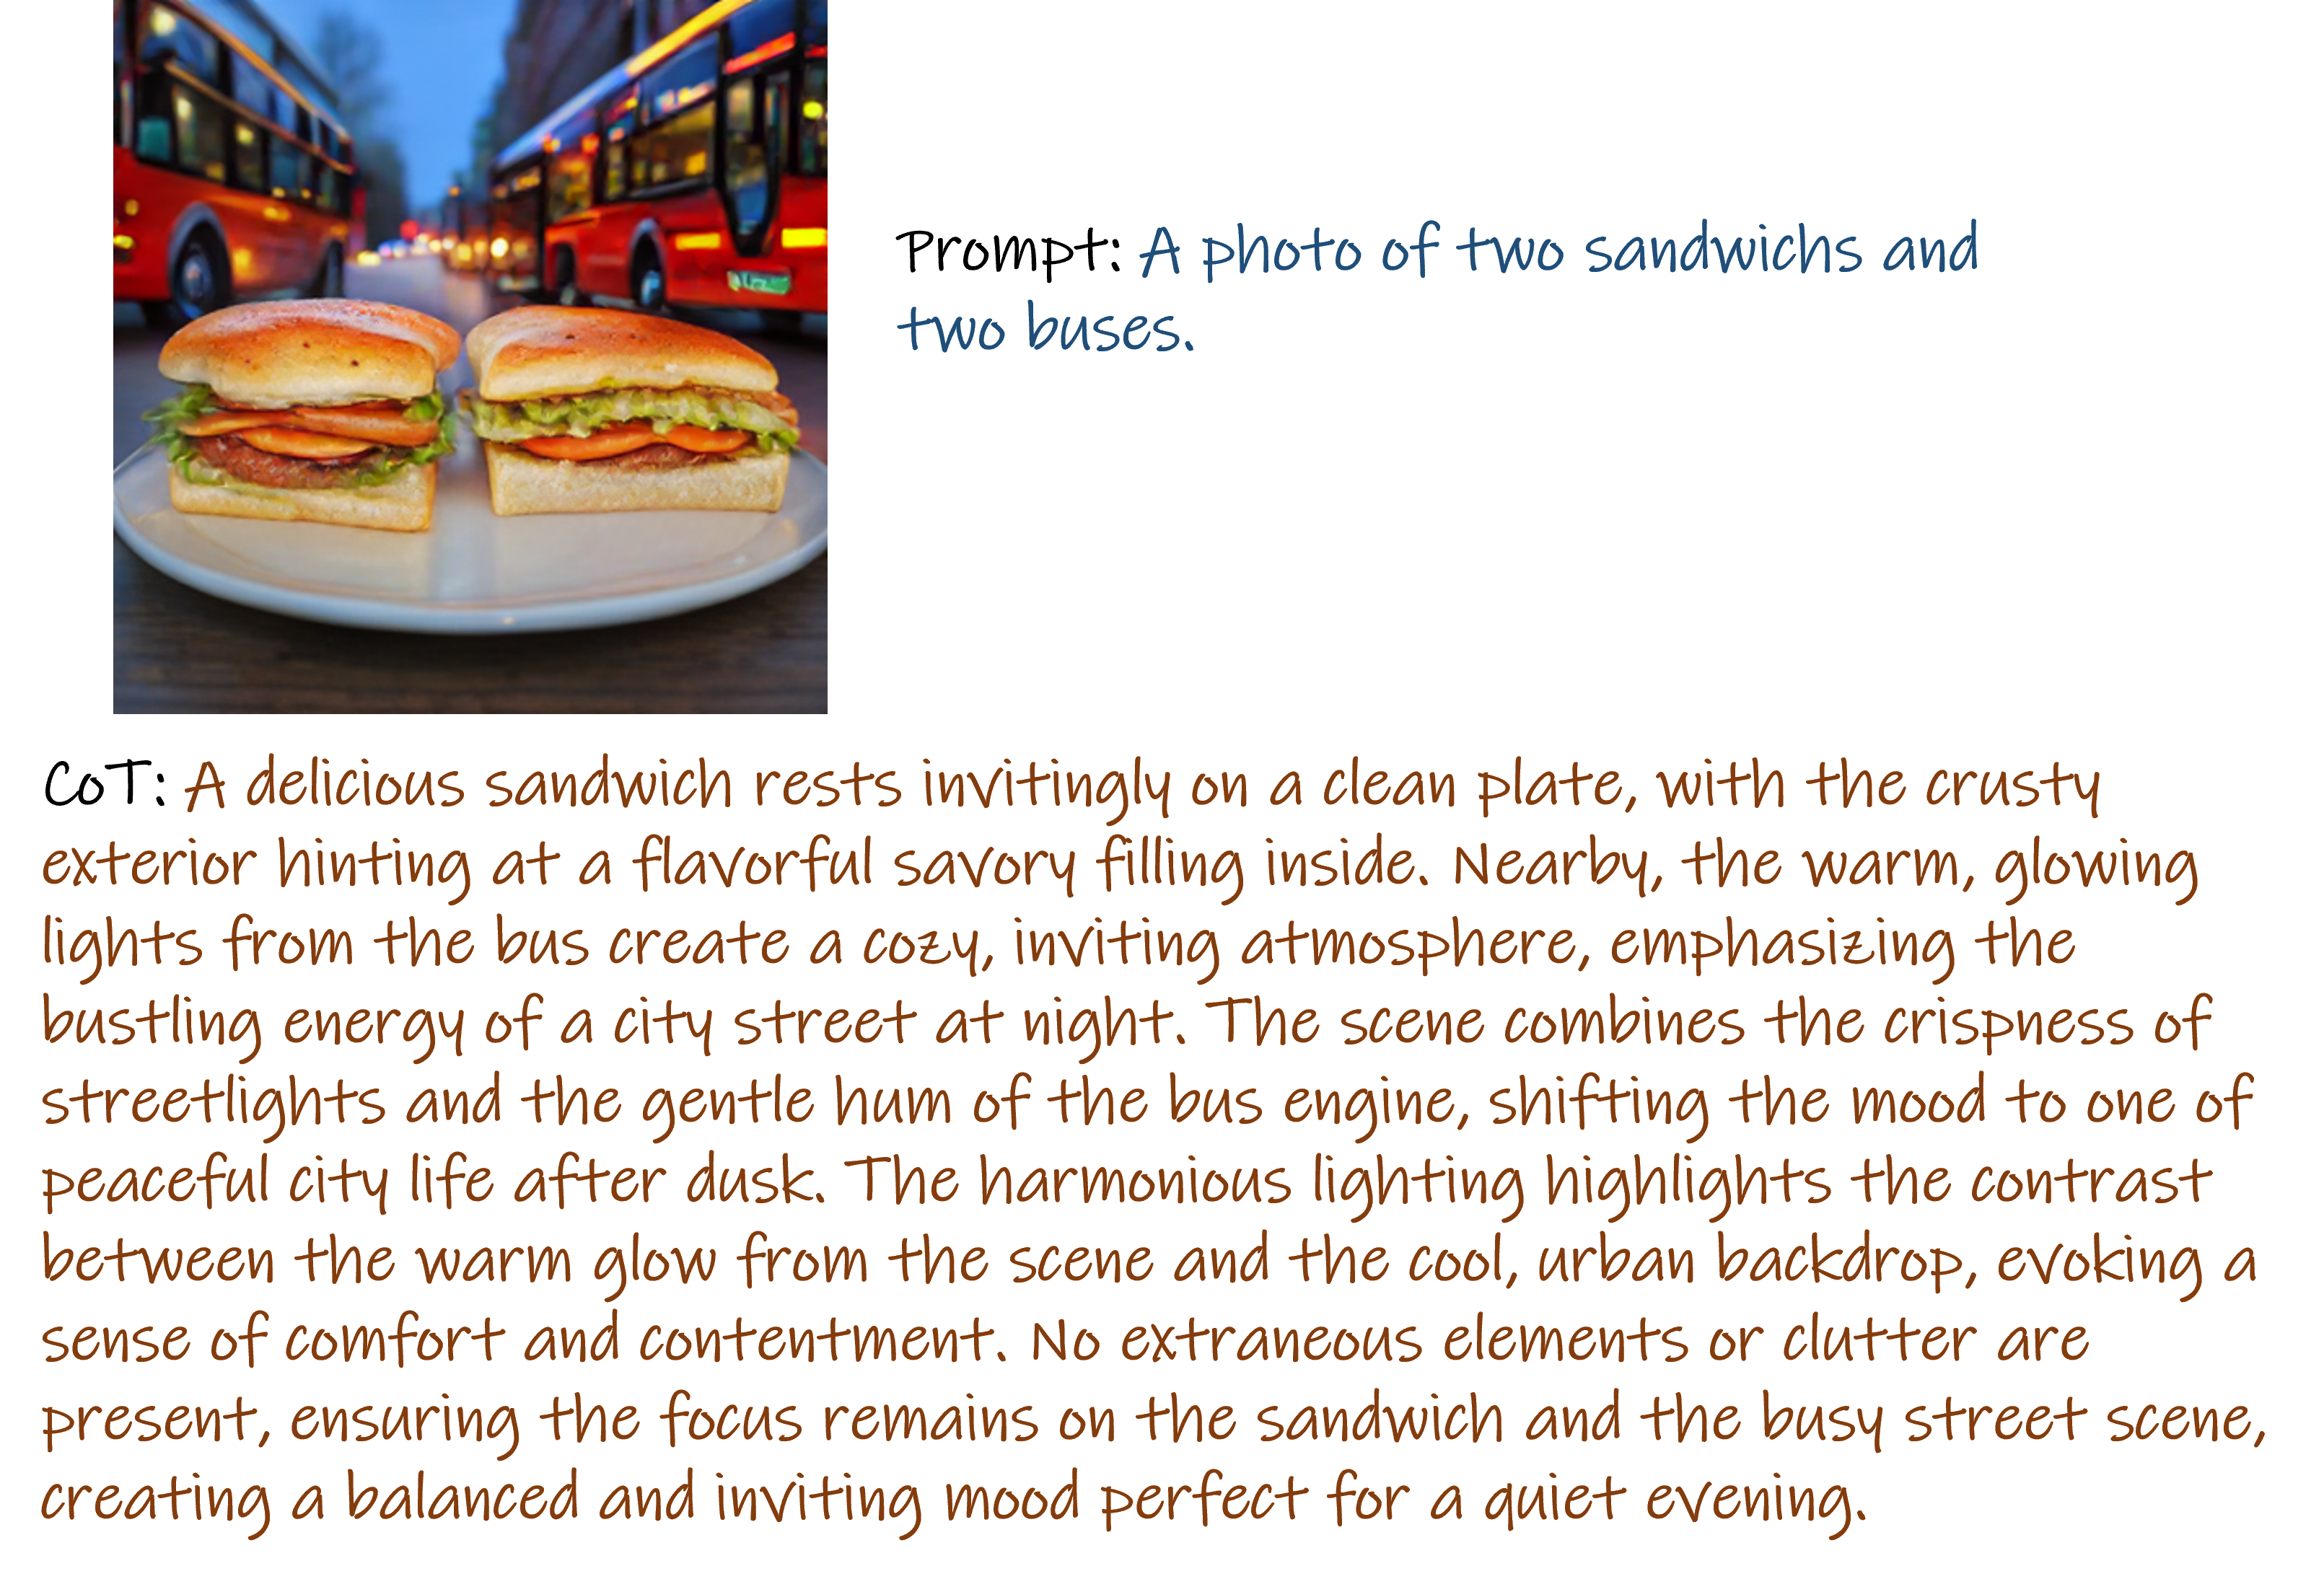 Prompt: A photo of two sandwichs and
two buses.
CoT: A delicious sandwich rests invitingly on a clean plate, with the crusty
exterior hinting at a flavorful savory filling inside. Nearby, the warm, glowing
lights from the bus create a cozy, inviting atmosphere, emphasizing the
bustling energy of a city street at night. The scene combines the crispness of
streetlights and the gentle hum of the bus engine, shifting the mood to one of
peaceful city life after dusk. The harmonious lighting highlights the contrast
between the warm glow from the scene and the cool, urban backdrop, evoking a
sense of comfort and contentment. No extraneous elements or clutter are
present, ensuring the focus remains on the sandwich and the busy street scene,
creating a balanced and inviting mood perfect for a quiet evening.